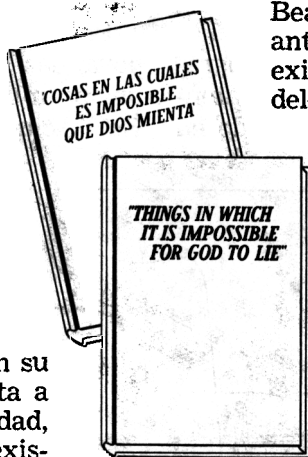 'COSAS EN LAS CUALES
ES IMPOSIBLE
QUE DIOS MIENTA'
"THINGS IN WHICH
IT IS IMPOSSIBLE
FOR GOD TO LIE"